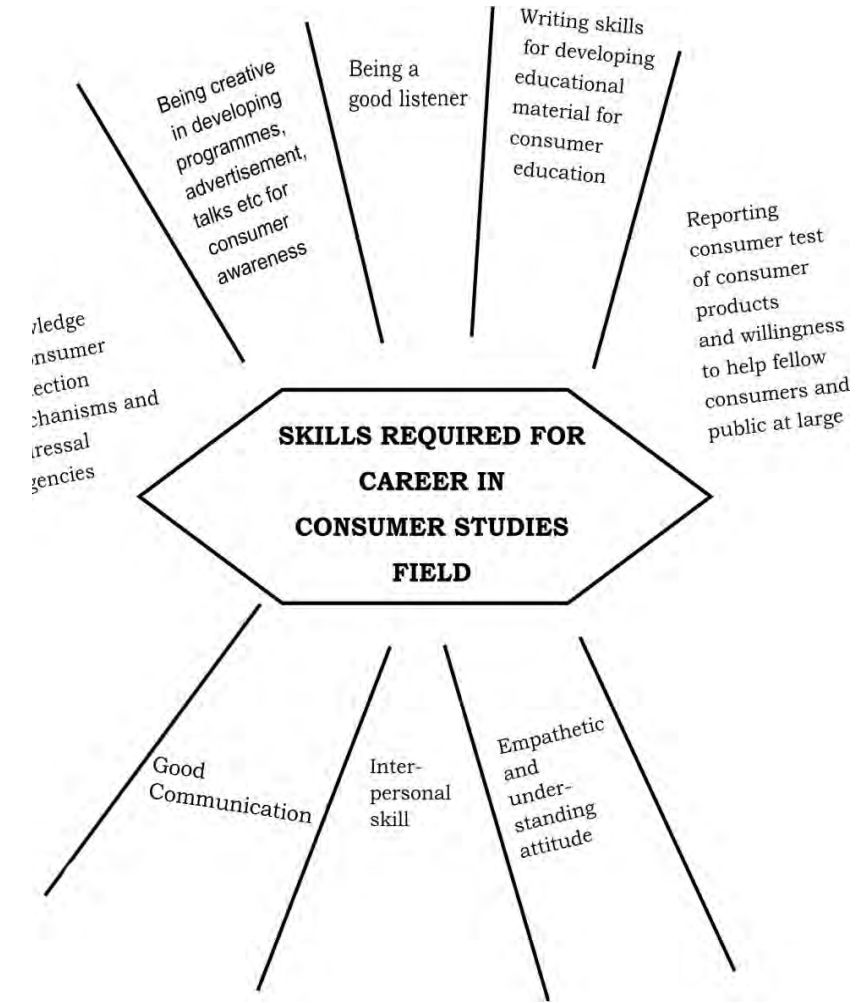 Being creative
in developing
programmes,
advertisement,
talks etc for
consumer
awareness
Being a
good listener
Writing skills
for developing
educational
material for
consumer
education
Reporting
consumer test
of consumer
products
and willingness
to help fellow
consumers and
public at large
and
SKILLS REQUIRED FOR
CAREER IN
CONSUMER STUDIES
FIELD
Good
Communication
Inter-
personal
skill
Empathetic
and
under-
standing
attitude